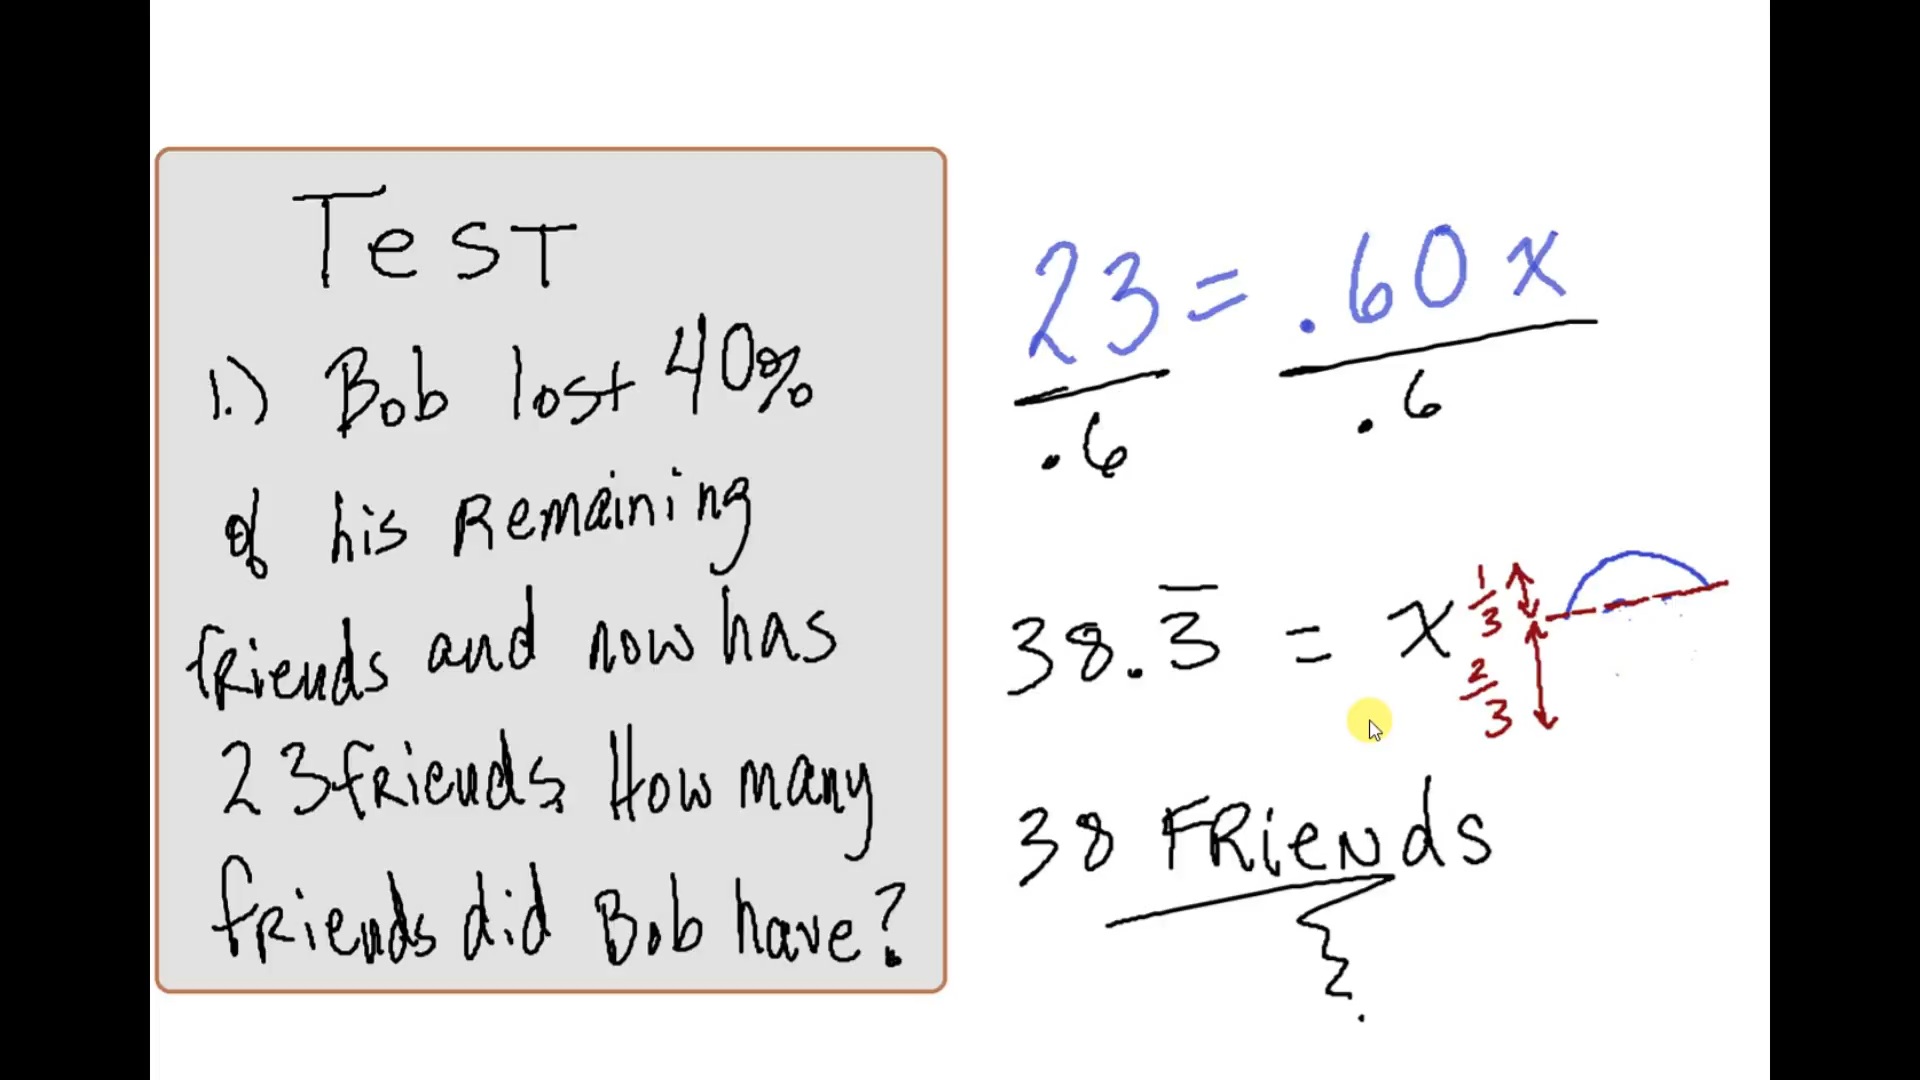 Test
1.) Bob lost 40%
of his Remaining
friends and now has
23 friends. How many
friends did Bob have?
23 = .60x
.6 .6
38.3̅ = x
1/3
2/3
38 FRiends